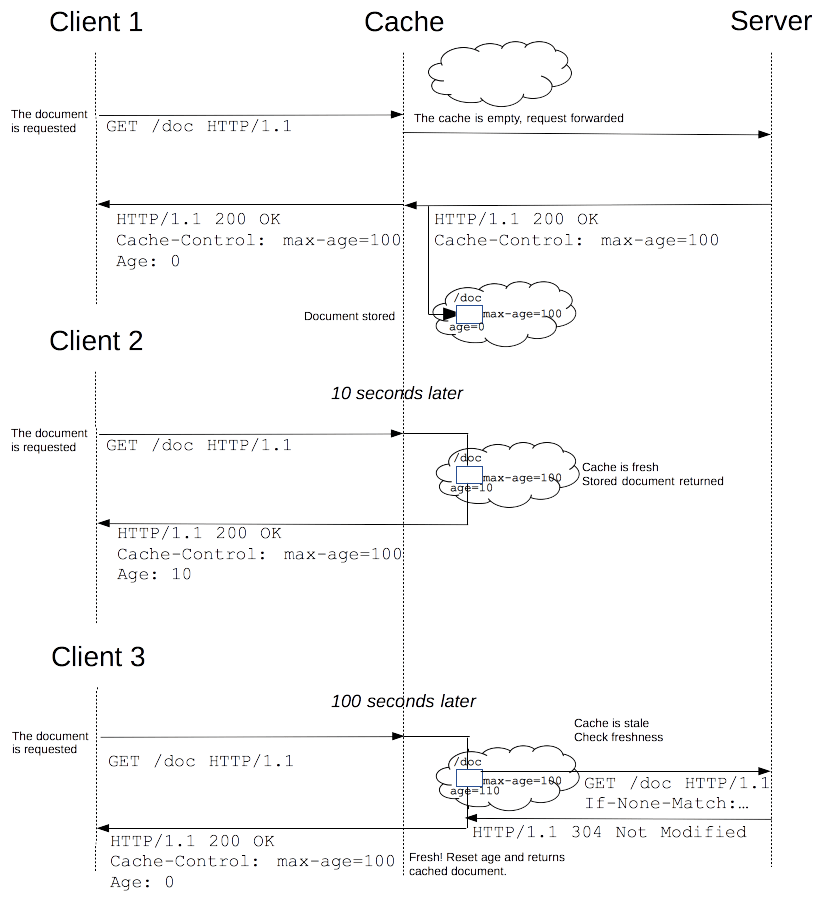 Client 1
Cache
Server
The document
is requested
GET /doc HTTP/1.1
The cache is empty, request forwarded
HTTP/1.1 200 OK
Cache-Control: max-age=100
Age: 0
HTTP/1.1 200 OK
Cache-Control: max-age=100
Document stored
/doc
max-age=100
age=0
Client 2
10 seconds later
The document
is requested
GET /doc HTTP/1.1
/doc
max-age=100
age=10
Cache is fresh
Stored document returned
HTTP/1.1 200 OK
Cache-Control: max-age=100
Age: 10
Client 3
100 seconds later
Cache is stale
Check freshness
The document
is requested
GET /doc HTTP/1.1
/doc
max-age=100
age=110
GET /doc HTTP/1.1
If-None-Match:…
HTTP/1.1 304 Not Modified
HTTP/1.1 200 OK
Cache-Control: max-age=100
Age: 0
Fresh! Reset age and returns
cached document.